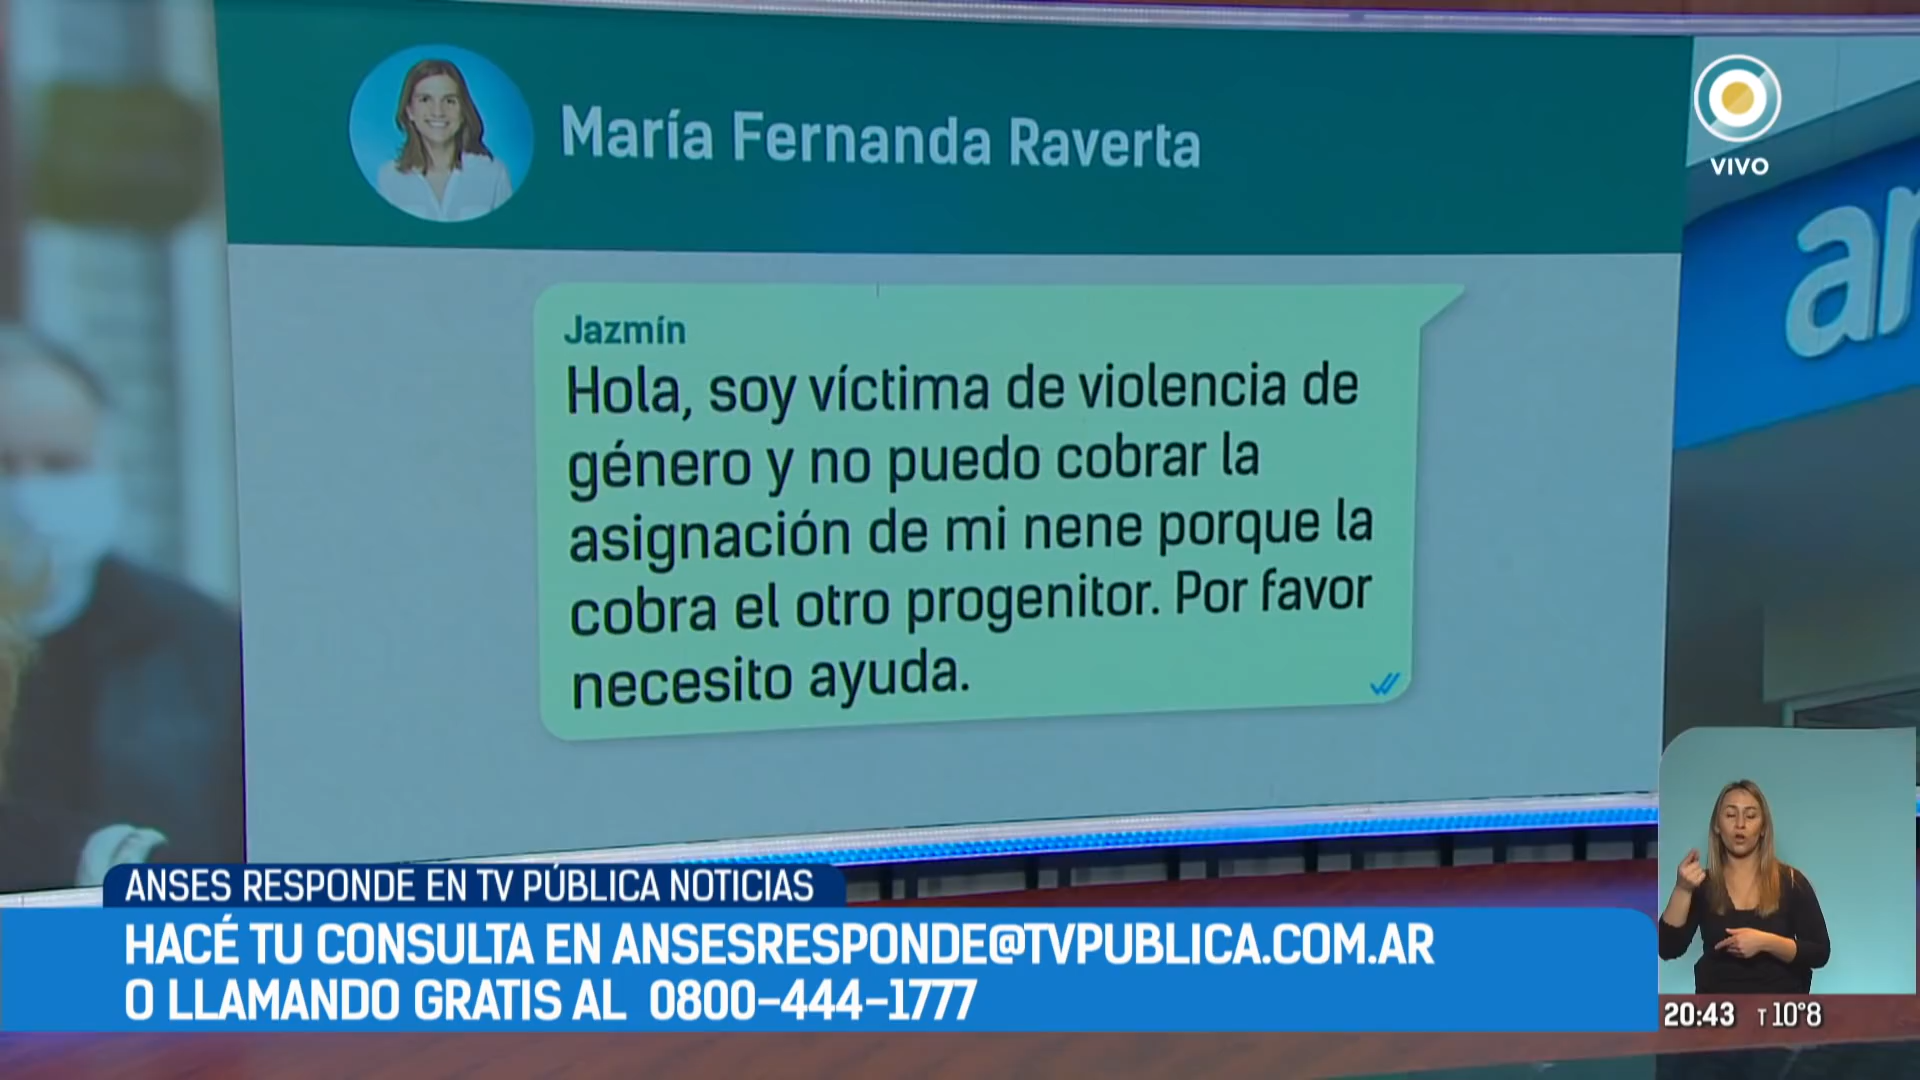 María Fernanda Raverta
VIVO
an
Jazmín
Hola, soy víctima de violencia de
género y no puedo cobrar la
asignación de mi nene porque la
cobra el otro progenitor. Por favor
necesito ayuda.
ANSES RESPONDE EN TV PÚBLICA NOTICIAS
HACÉ TU CONSULTA EN ANSESRESPONDE@TVPUBLICA.COM.AR
O LLAMANDO GRATIS AL 0800-444-1777
20:43 T 10°8